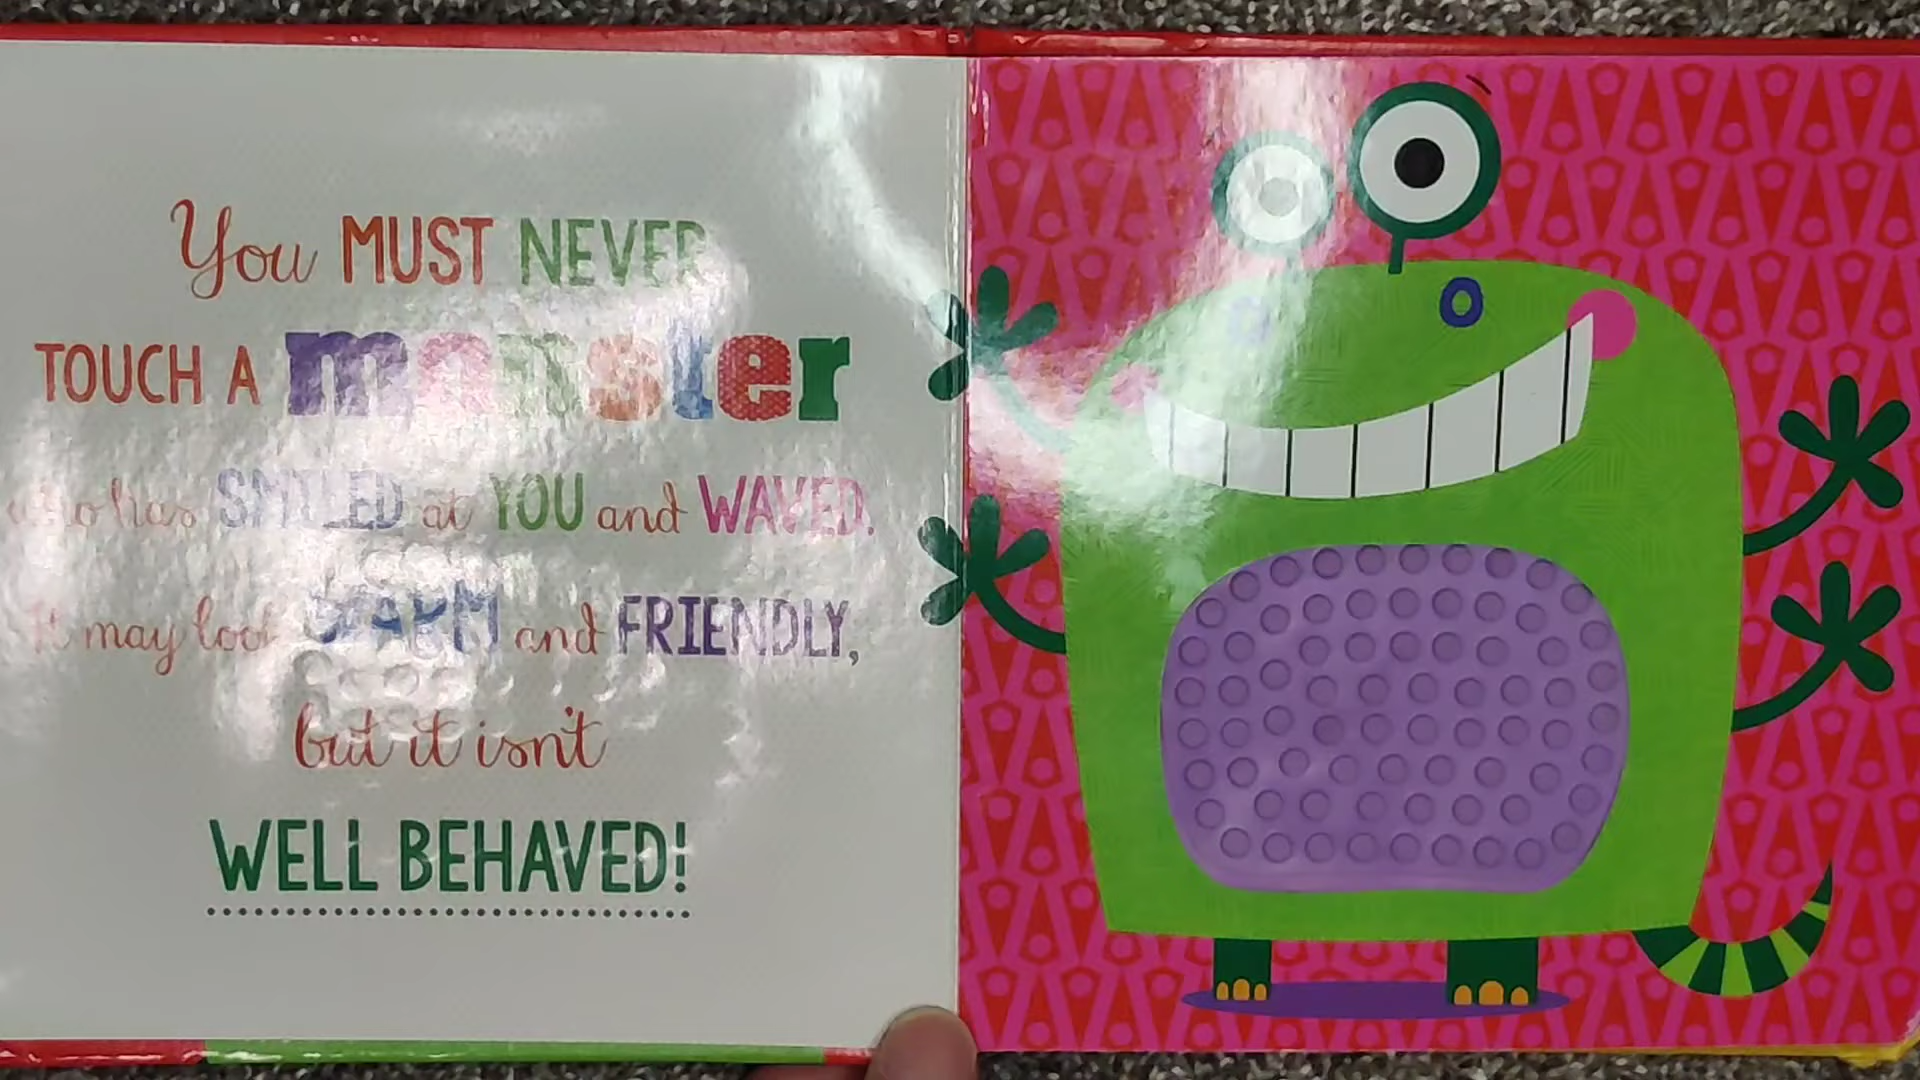 You MUST NEVER
TOUCH A monster
who has SMILED at YOU and WAVED.
It may look WARM and FRIENDLY,
but it isn't
WELL BEHAVED!